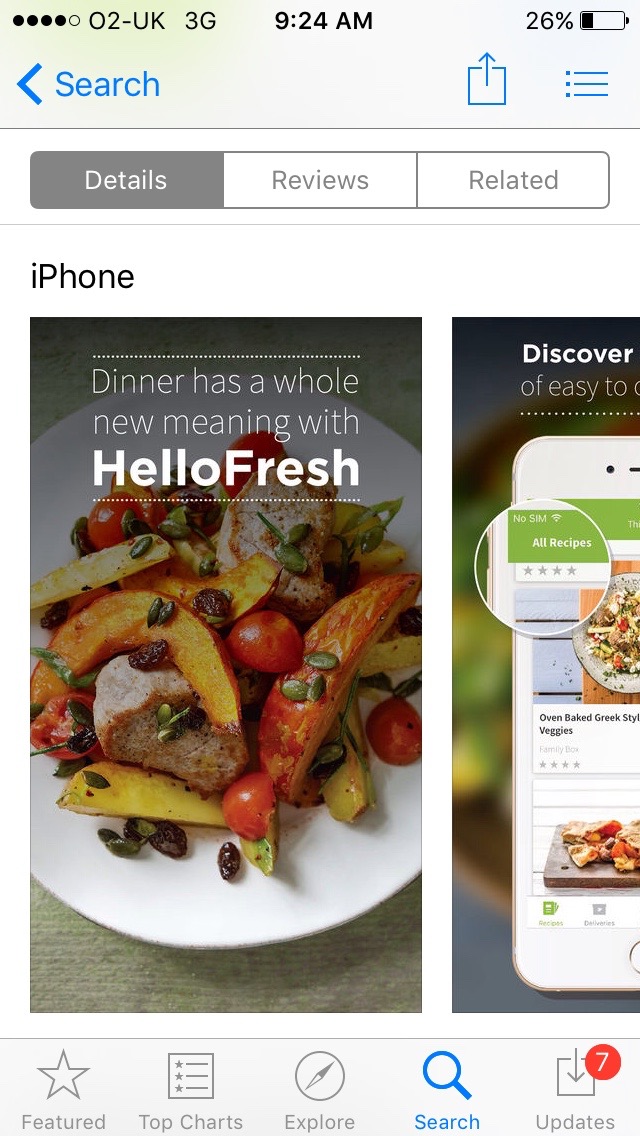 O2-UK 3G 9:24 AM 26%
Search
Details Reviews Related
iPhone
Dinner has a whole
new meaning with
HelloFresh
Discover
of easy to
No SIM
All Recipes
Oven Baked Greek Styl
Veggies
Family Box
Recipes Deliveries
7
Featured Top Charts Explore Search Updates